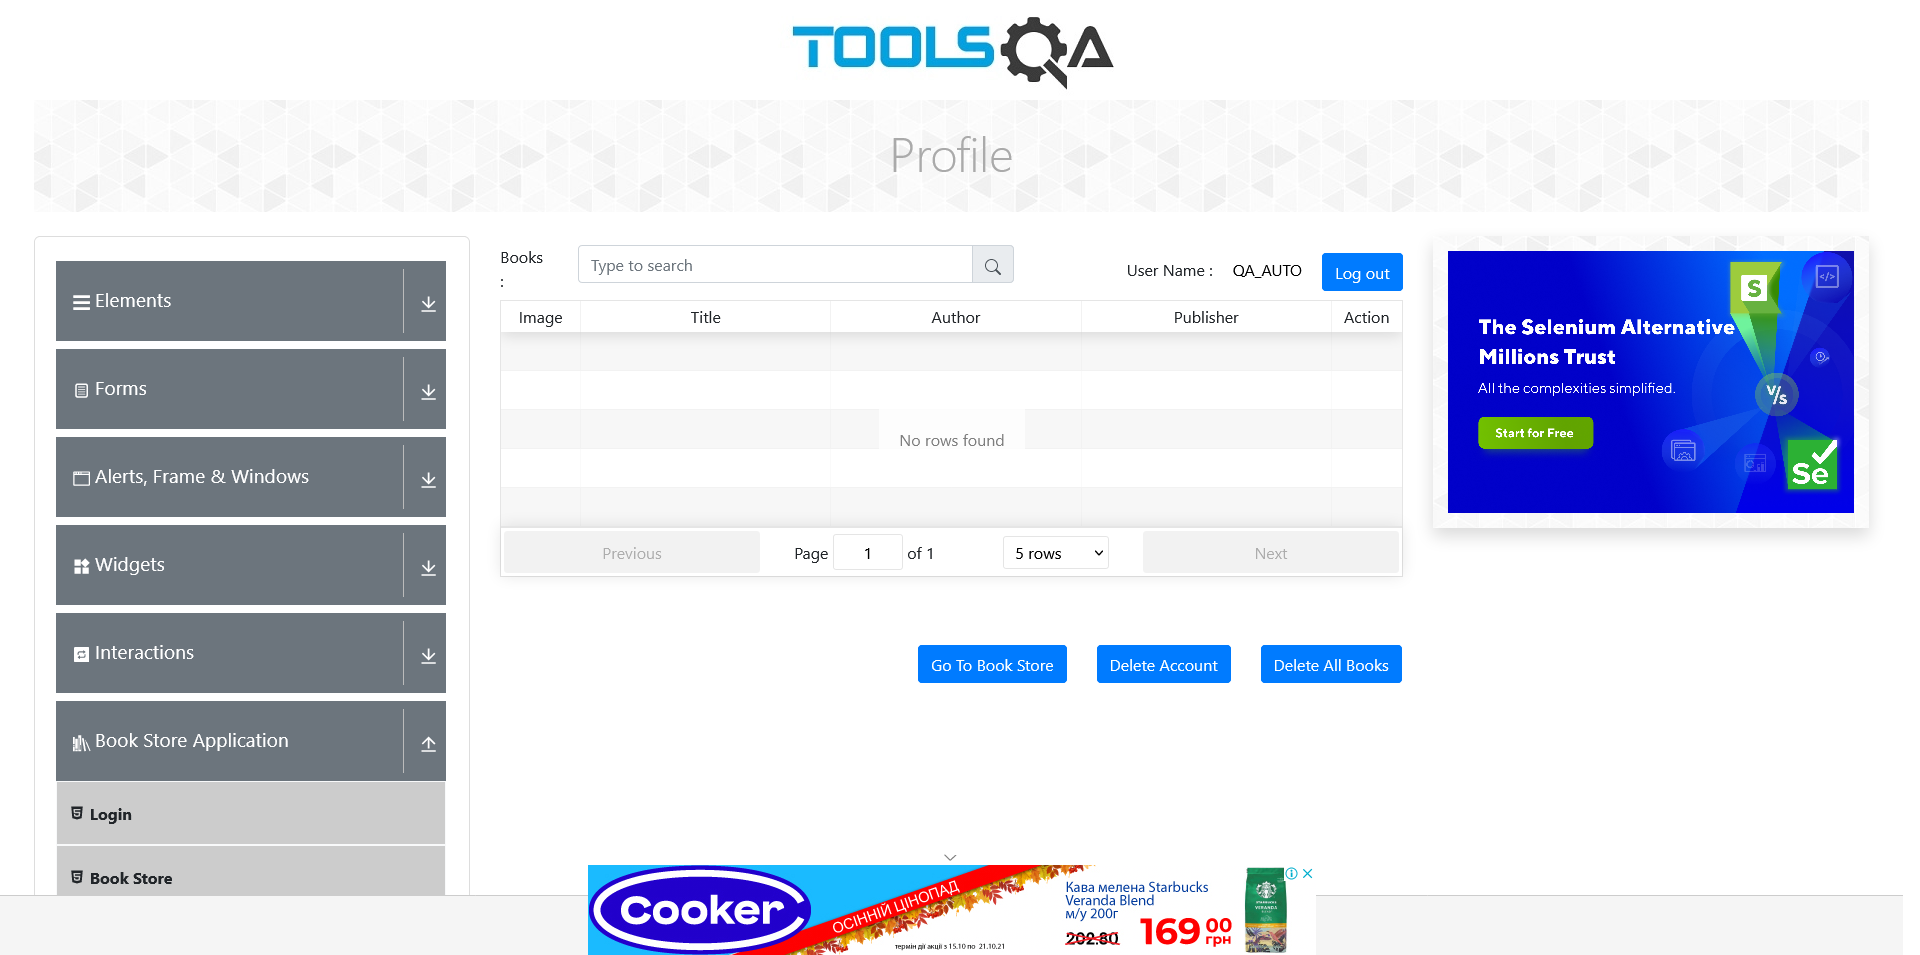 TOOLSQA
Profile
Elements
Forms
Alerts, Frame & Windows
Widgets
Interactions
Book Store Application
Login
Book Store
Books
:
Type to search
User Name :
QA_AUTO
Log out
Image
Title
Author
Publisher
Action
No rows found
Previous
Page
1
of 1
5 rows
Next
Go To Book Store
Delete Account
Delete All Books
The Selenium Alternative
Millions Trust
All the complexities simplified.
Start for Free
S
</>
V/s
Se
Cooker
ОСІННІЙ ЦІНОПАД
термін дії акції з 15.10 по 21.10.21
Кава мелена Starbucks
Veranda Blend
м/у 200г
202.80
169 00
грн
VERANDA